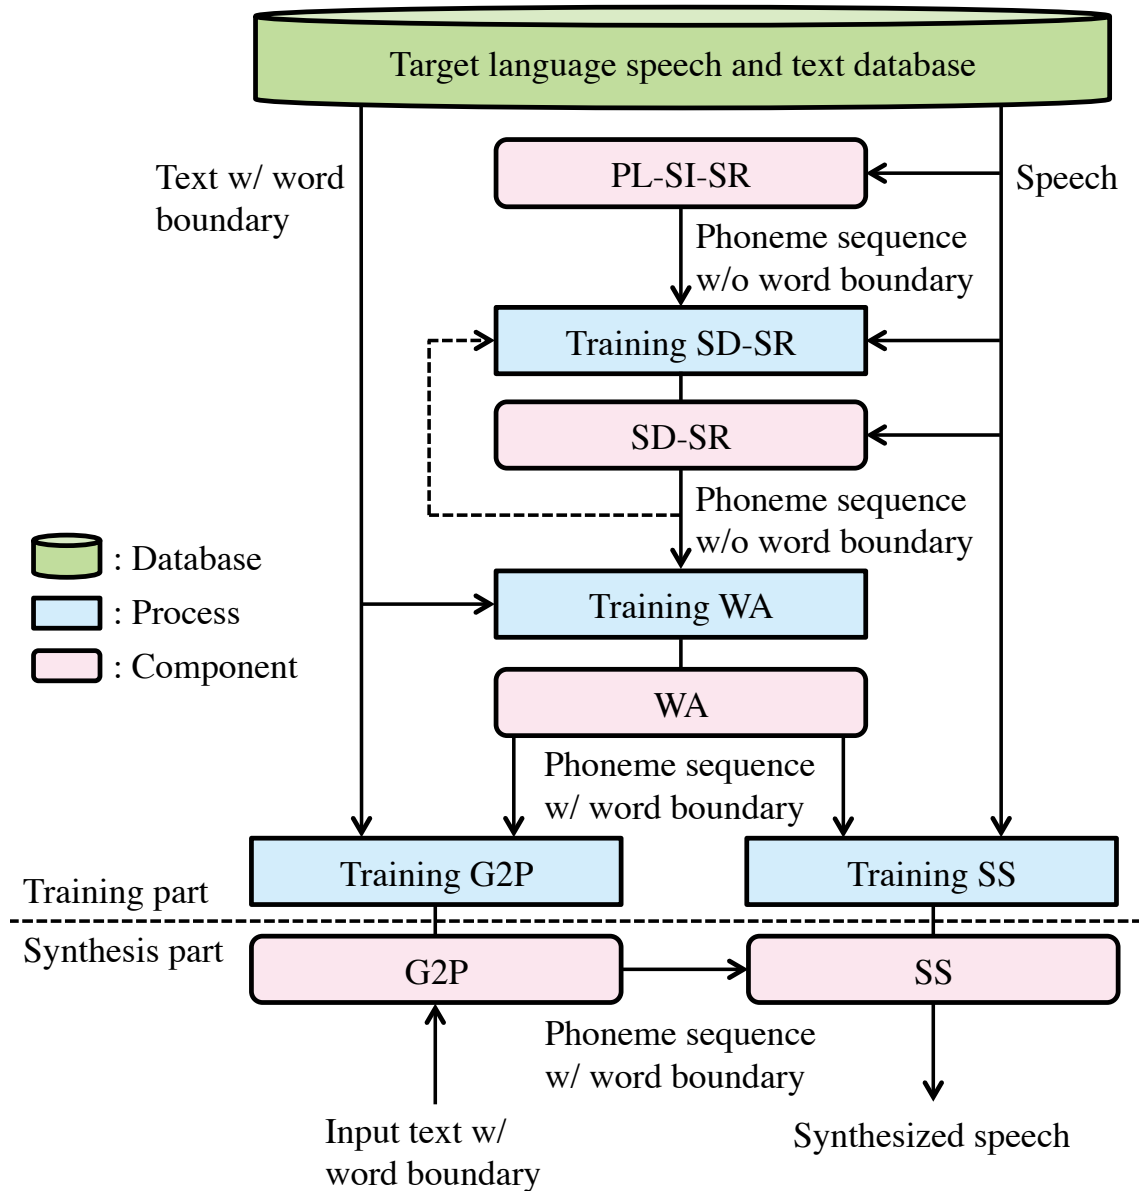 Target language speech and text database
Text w/ word
boundary
PL-SI-SR
Speech
Phoneme sequence
w/o word boundary
Training SD-SR
SD-SR
Phoneme sequence
w/o word boundary
: Database
: Process
: Component
Training WA
WA
Phoneme sequence
w/ word boundary
Training G2P
Training SS
Training part
Synthesis part
G2P
SS
Phoneme sequence
w/ word boundary
Input text w/
word boundary
Synthesized speech